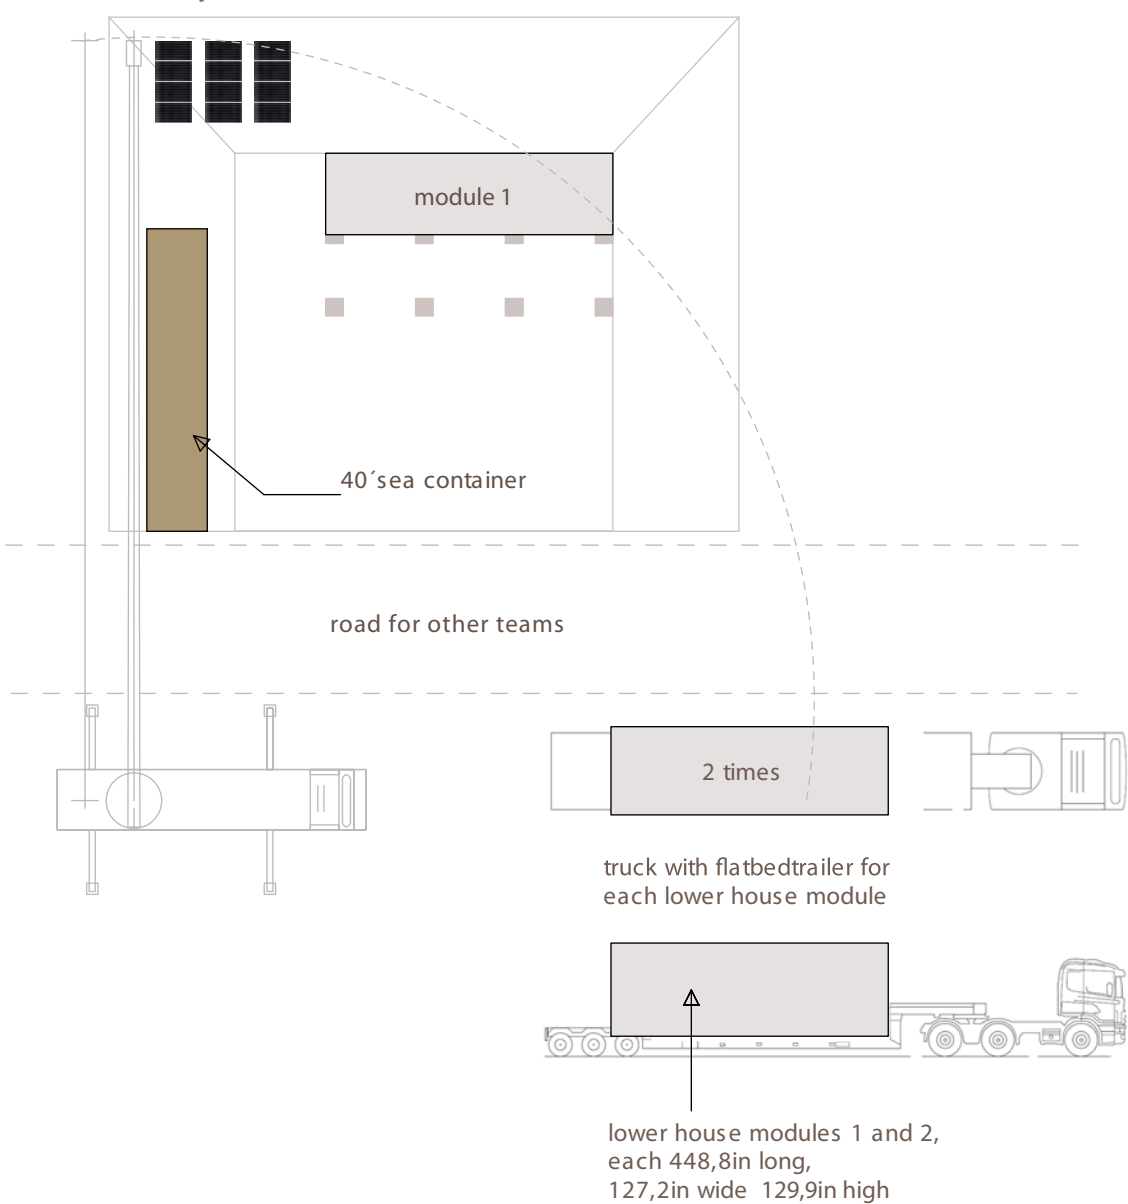 module 1
40´sea container
road for other teams
2 times
truck with flatbedtrailer for
each lower house module
lower house modules 1 and 2,
each 448,8in long,
127,2in wide 129,9in high